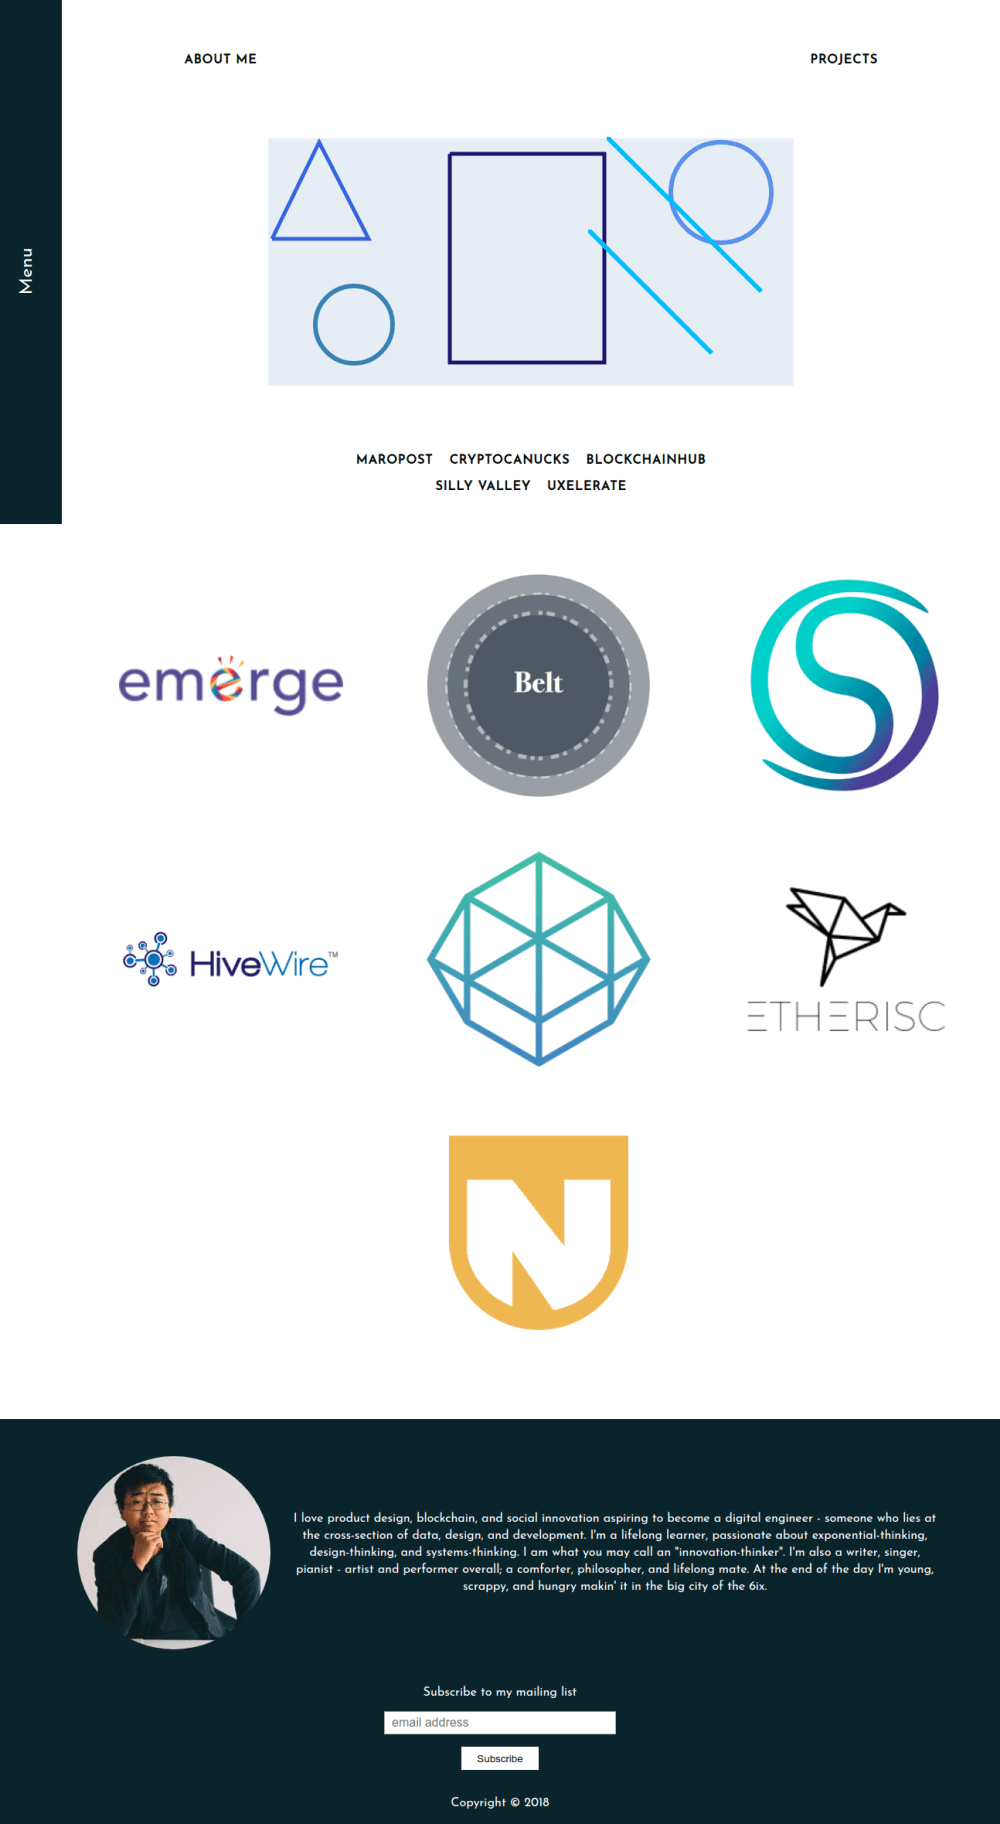 ABOUT ME
PROJECTS
Menu
MAROPOST CRYPTOCANUCKS BLOCKCHAINHUB
SILLY VALLEY UXELERATE
emerge
Belt
S
HiveWire™
ETHERISC
N
I love product design, blockchain, and social innovation aspiring to become a digital engineer - someone who lies at
the cross-section of data, design, and development. I'm a lifelong learner, passionate about exponential-thinking,
design-thinking, and systems-thinking. I am what you may call an "innovation-thinker". I'm also a writer, singer,
pianist - artist and performer overall; a comforter, philosopher, and lifelong mate. At the end of the day I'm young,
scrappy, and hungry makin' it in the big city of the 6ix.
Subscribe to my mailing list
email address
Subscribe
Copyright © 2018